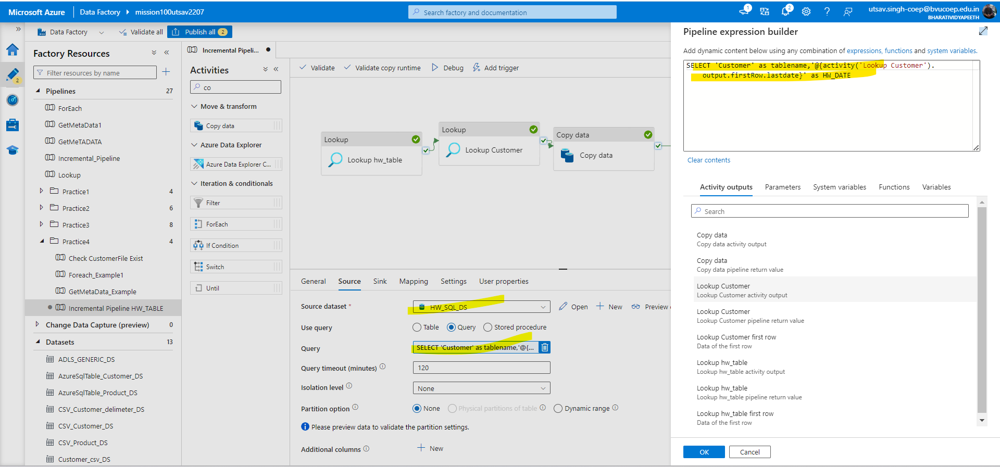 Microsoft Azure
Data Factory
mission100utsav2207
Search factory and documentation
1
2
utsav.singh-coep@bvucoep.edu.in
BHARATIVIDYAPEETH
Data Factory
Validate all
Publish all
2
2
Factory Resources
Filter resources by name
Pipelines
27
ForEach
GetMetaData1
GetMeTADATA
Incremental_Pipeline
Lookup
Practice1
4
Practice2
6
Practice3
8
Practice4
4
Check CustomerFile Exist
Foreach_Example1
GetMetaData_Example
Incremental Pipeline HW_TABLE
Change Data Capture (preview)
0
Datasets
13
ADLS_GENERIC_DS
AzureSqlTable_Customer_DS
AzureSqlTable_Product_DS
CSV_Customer_delimeter_DS
CSV_Customer_DS
CSV_Product_DS
Customer_csv_DS
Incremental Pipeli...
Activities
co
Move & transform
Copy data
Azure Data Explorer
Azure Data Explorer C...
Iteration & conditionals
Filter
ForEach
If Condition
Switch
Until
Validate
Validate copy runtime
Debug
Add trigger
Lookup
Lookup hw_table
Lookup
Lookup Customer
Copy data
Copy data
General
Source
Sink
Mapping
Settings
User properties
Source dataset *
HW_SQL_DS
Open
New
Preview
Use query
Table
Query
Stored procedure
Query
SELECT 'Customer' as tablename,'@{...
Query timeout (minutes)
120
Isolation level
None
Partition option
None
Physical partitions of table
Dynamic range
Please preview data to validate the partition settings.
Additional columns
New
Pipeline expression builder
Add dynamic content below using any combination of expressions, functions and system variables.
SELECT 'Customer' as tablename,'@{activity('Lookup Customer').
output.firstRow.lastdate}' as HW_DATE
Clear contents
Activity outputs
Parameters
System variables
Functions
Variables
Search
Copy data
Copy data activity output
Copy data
Copy data pipeline return value
Lookup Customer
Lookup Customer activity output
Lookup Customer
Lookup Customer pipeline return value
Lookup Customer first row
Data of the first row
Lookup hw_table
Lookup hw_table activity output
Lookup hw_table
Lookup hw_table pipeline return value
Lookup hw_table first row
Data of the first row
OK
Cancel